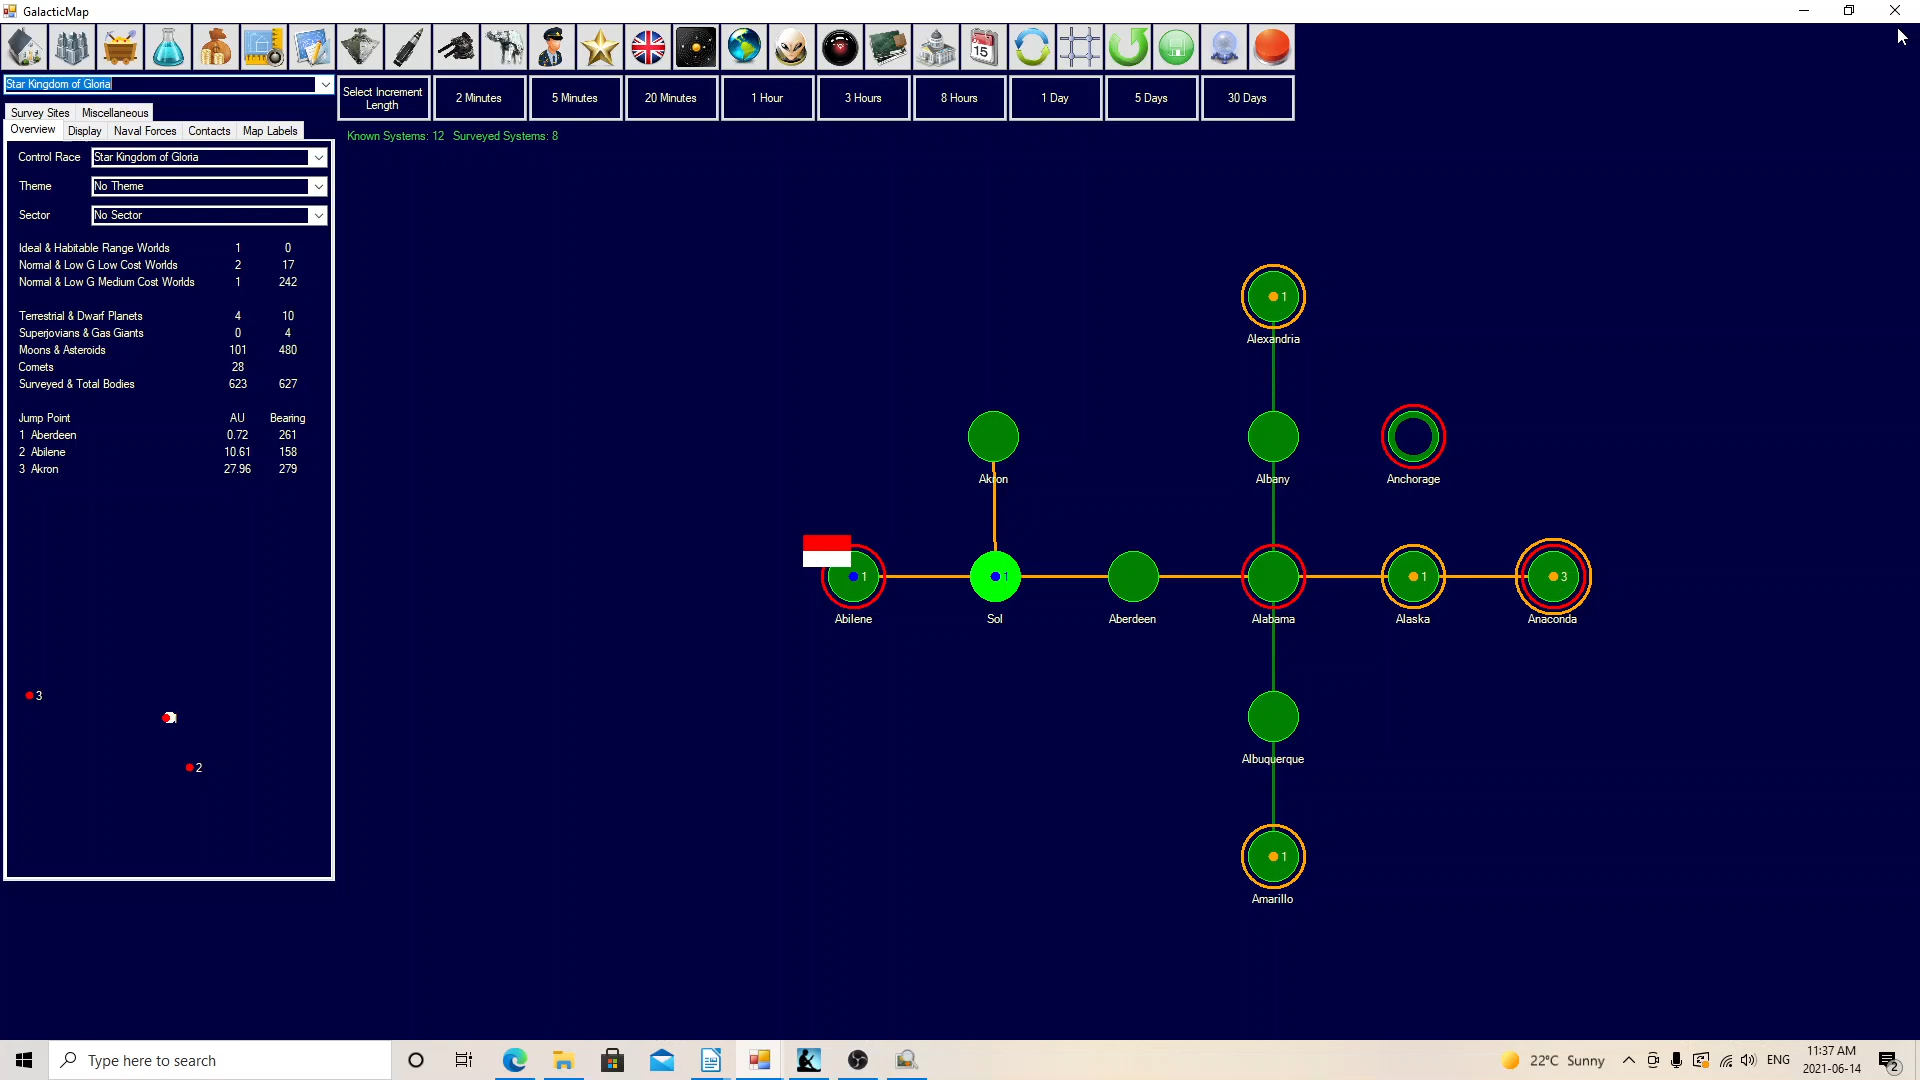 GalacticMap
15
Star Kingdom of Gloria
Select Increment
Length
2 Minutes
5 Minutes
20 Minutes
1 Hour
3 Hours
8 Hours
1 Day
5 Days
30 Days
Survey Sites Miscellaneous
Overview Display Naval Forces Contacts Map Labels
Known Systems: 12 Surveyed Systems: 8
Control Race Star Kingdom of Gloria
Theme No Theme
Sector No Sector
Ideal & Habitable Range Worlds 1 0
Normal & Low G Low Cost Worlds 2 17
Normal & Low G Medium Cost Worlds 1 242
Terrestrial & Dwarf Planets 4 10
Superjovians & Gas Giants 0 4
Moons & Asteroids 101 480
Comets 28
Surveyed & Total Bodies 623 627
Jump Point AU Bearing
1 Aberdeen 0.72 261
2 Abilene 10.61 158
3 Akron 27.96 279
1
Alexandria
Akron
Albany
Anchorage
1
1
1
3
Abilene
Sol
Aberdeen
Alabama
Alaska
Anaconda
3
2
Albuquerque
1
Amarillo
Type here to search
22°C Sunny
ENG
11:37 AM
2021-06-14
2